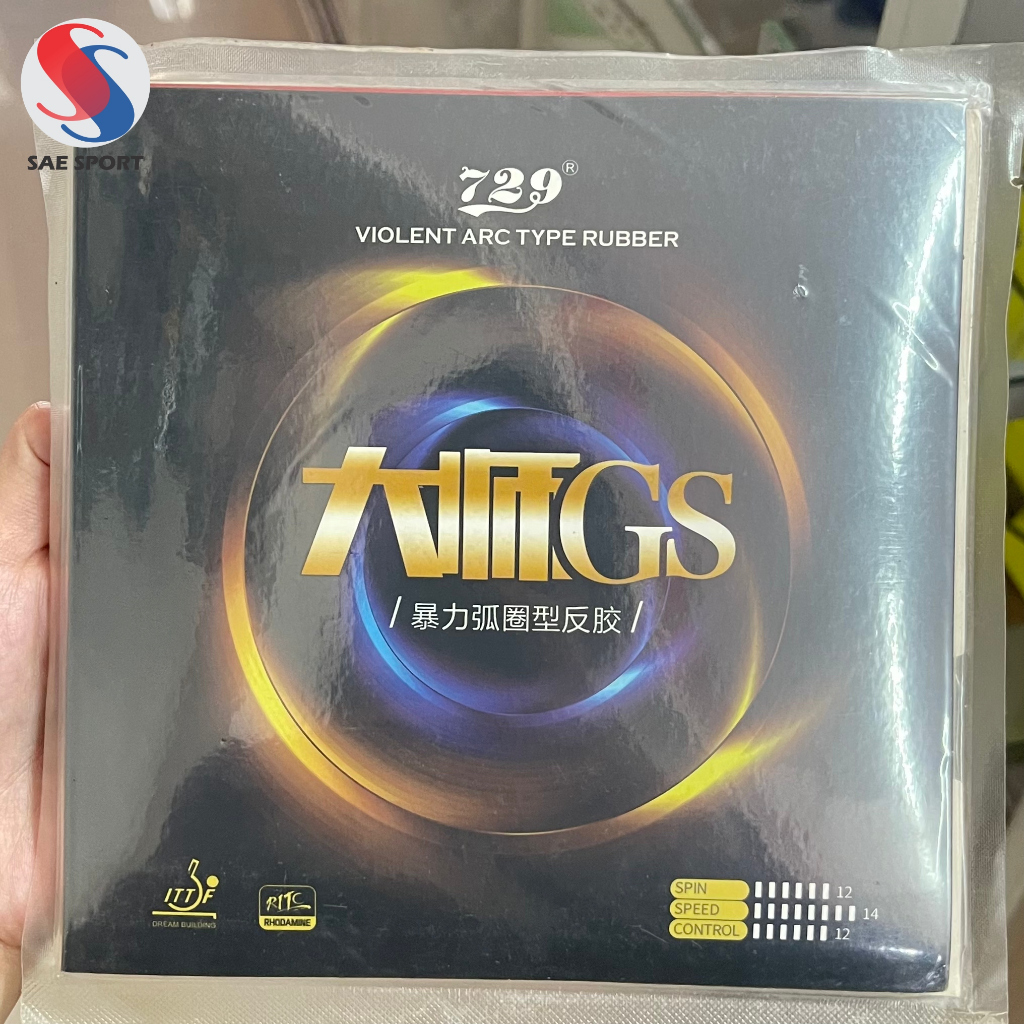 SAE SPORT
729®
VIOLENT ARC TYPE RUBBER
大师GS
/暴力弧圈型反胶/
ITTF
DREAM BUILDING
RITC
RHODAMINE
SPIN 12
SPEED 14
CONTROL 12